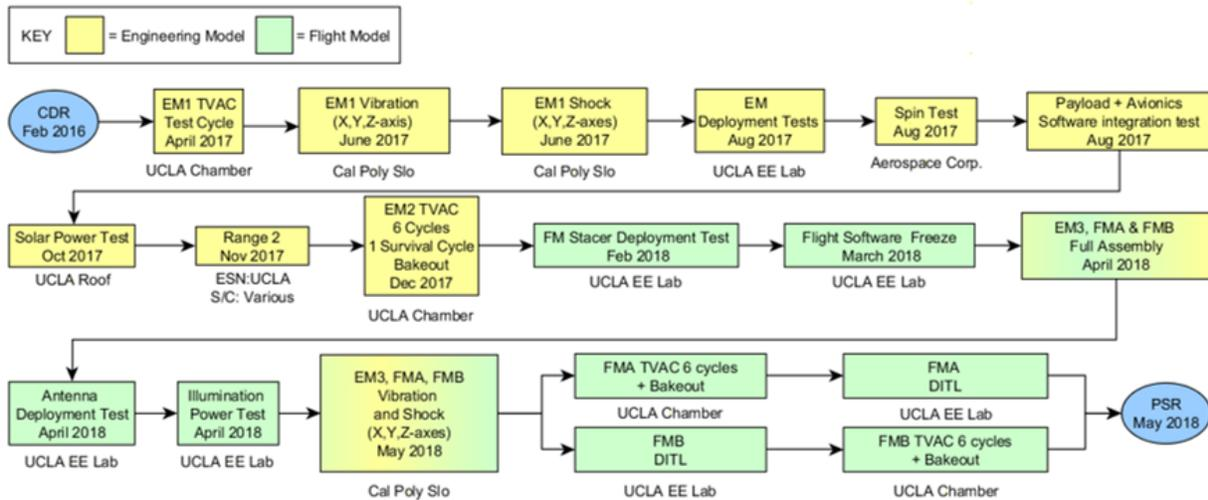 KEY
= Engineering Model
= Flight Model
CDR
Feb 2016
EM1 TVAC
Test Cycle
April 2017
UCLA Chamber
EM1 Vibration
(X,Y,Z-axis)
June 2017
Cal Poly Slo
EM1 Shock
(X,Y,Z-axes)
June 2017
Cal Poly Slo
EM
Deployment Tests
Aug 2017
UCLA EE Lab
Spin Test
Aug 2017
Aerospace Corp.
Payload + Avionics
Software integration test
Aug 2017
Solar Power Test
Oct 2017
UCLA Roof
Range 2
Nov 2017
ESN:UCLA
S/C: Various
EM2 TVAC
6 Cycles
1 Survival Cycle
Bakeout
Dec 2017
UCLA Chamber
FM Stacer Deployment Test
Feb 2018
UCLA EE Lab
Flight Software Freeze
March 2018
UCLA EE Lab
EM3, FMA & FMB
Full Assembly
April 2018
Antenna
Deployment Test
April 2018
UCLA EE Lab
Illumination
Power Test
April 2018
UCLA EE Lab
EM3, FMA, FMB
Vibration
and Shock
(X,Y,Z-axes)
May 2018
Cal Poly Slo
FMA TVAC 6 cycles
+ Bakeout
UCLA Chamber
FMA
DITL
UCLA EE Lab
FMB
DITL
UCLA EE Lab
FMB TVAC 6 cycles
+ Bakeout
UCLA Chamber
PSR
May 2018